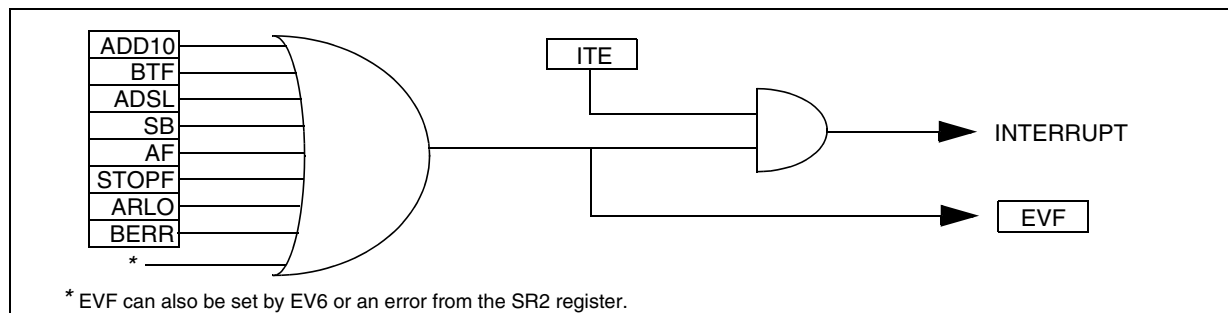 ADD10
BTF
ADSL
SB
AF
STOPF
ARLO
BERR
*
ITE
INTERRUPT
EVF
* EVF can also be set by EV6 or an error from the SR2 register.